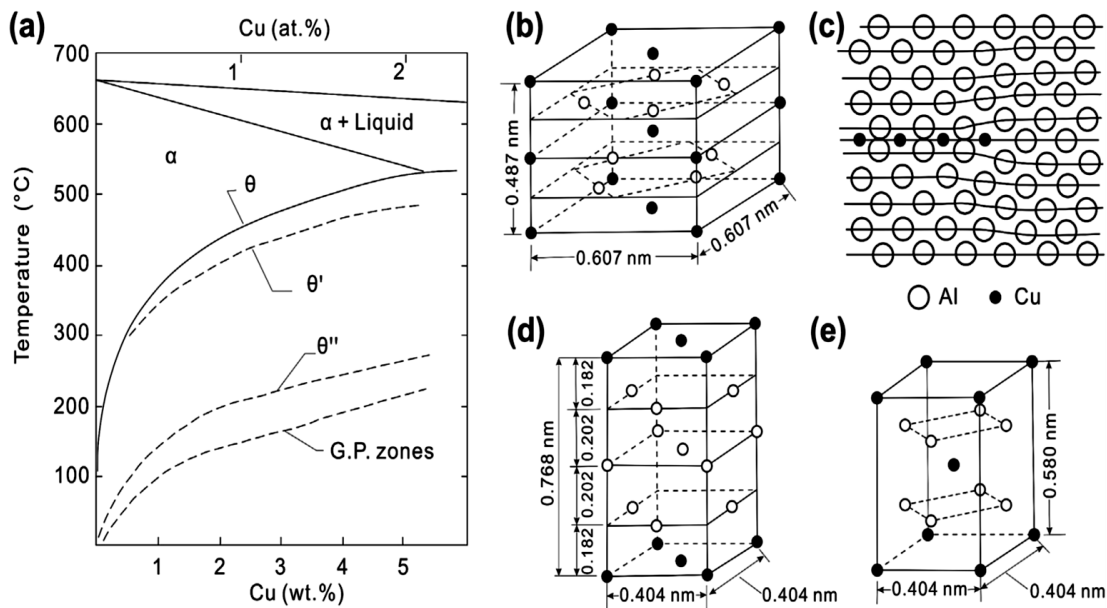 (a)
Cu (at.%)
1 2
700
600
500
400
300
200
100
Temperature (°C)
α + Liquid
α
θ
θ'
θ''
G.P. zones
1 2 3 4 5
Cu (wt.%)
(b)
0.487 nm
0.607 nm
0.607 nm
(c)
Al Cu
(d)
0.768 nm
0.182
0.202
0.202
0.182
0.404 nm
0.404 nm
(e)
0.580 nm
0.404 nm
0.404 nm